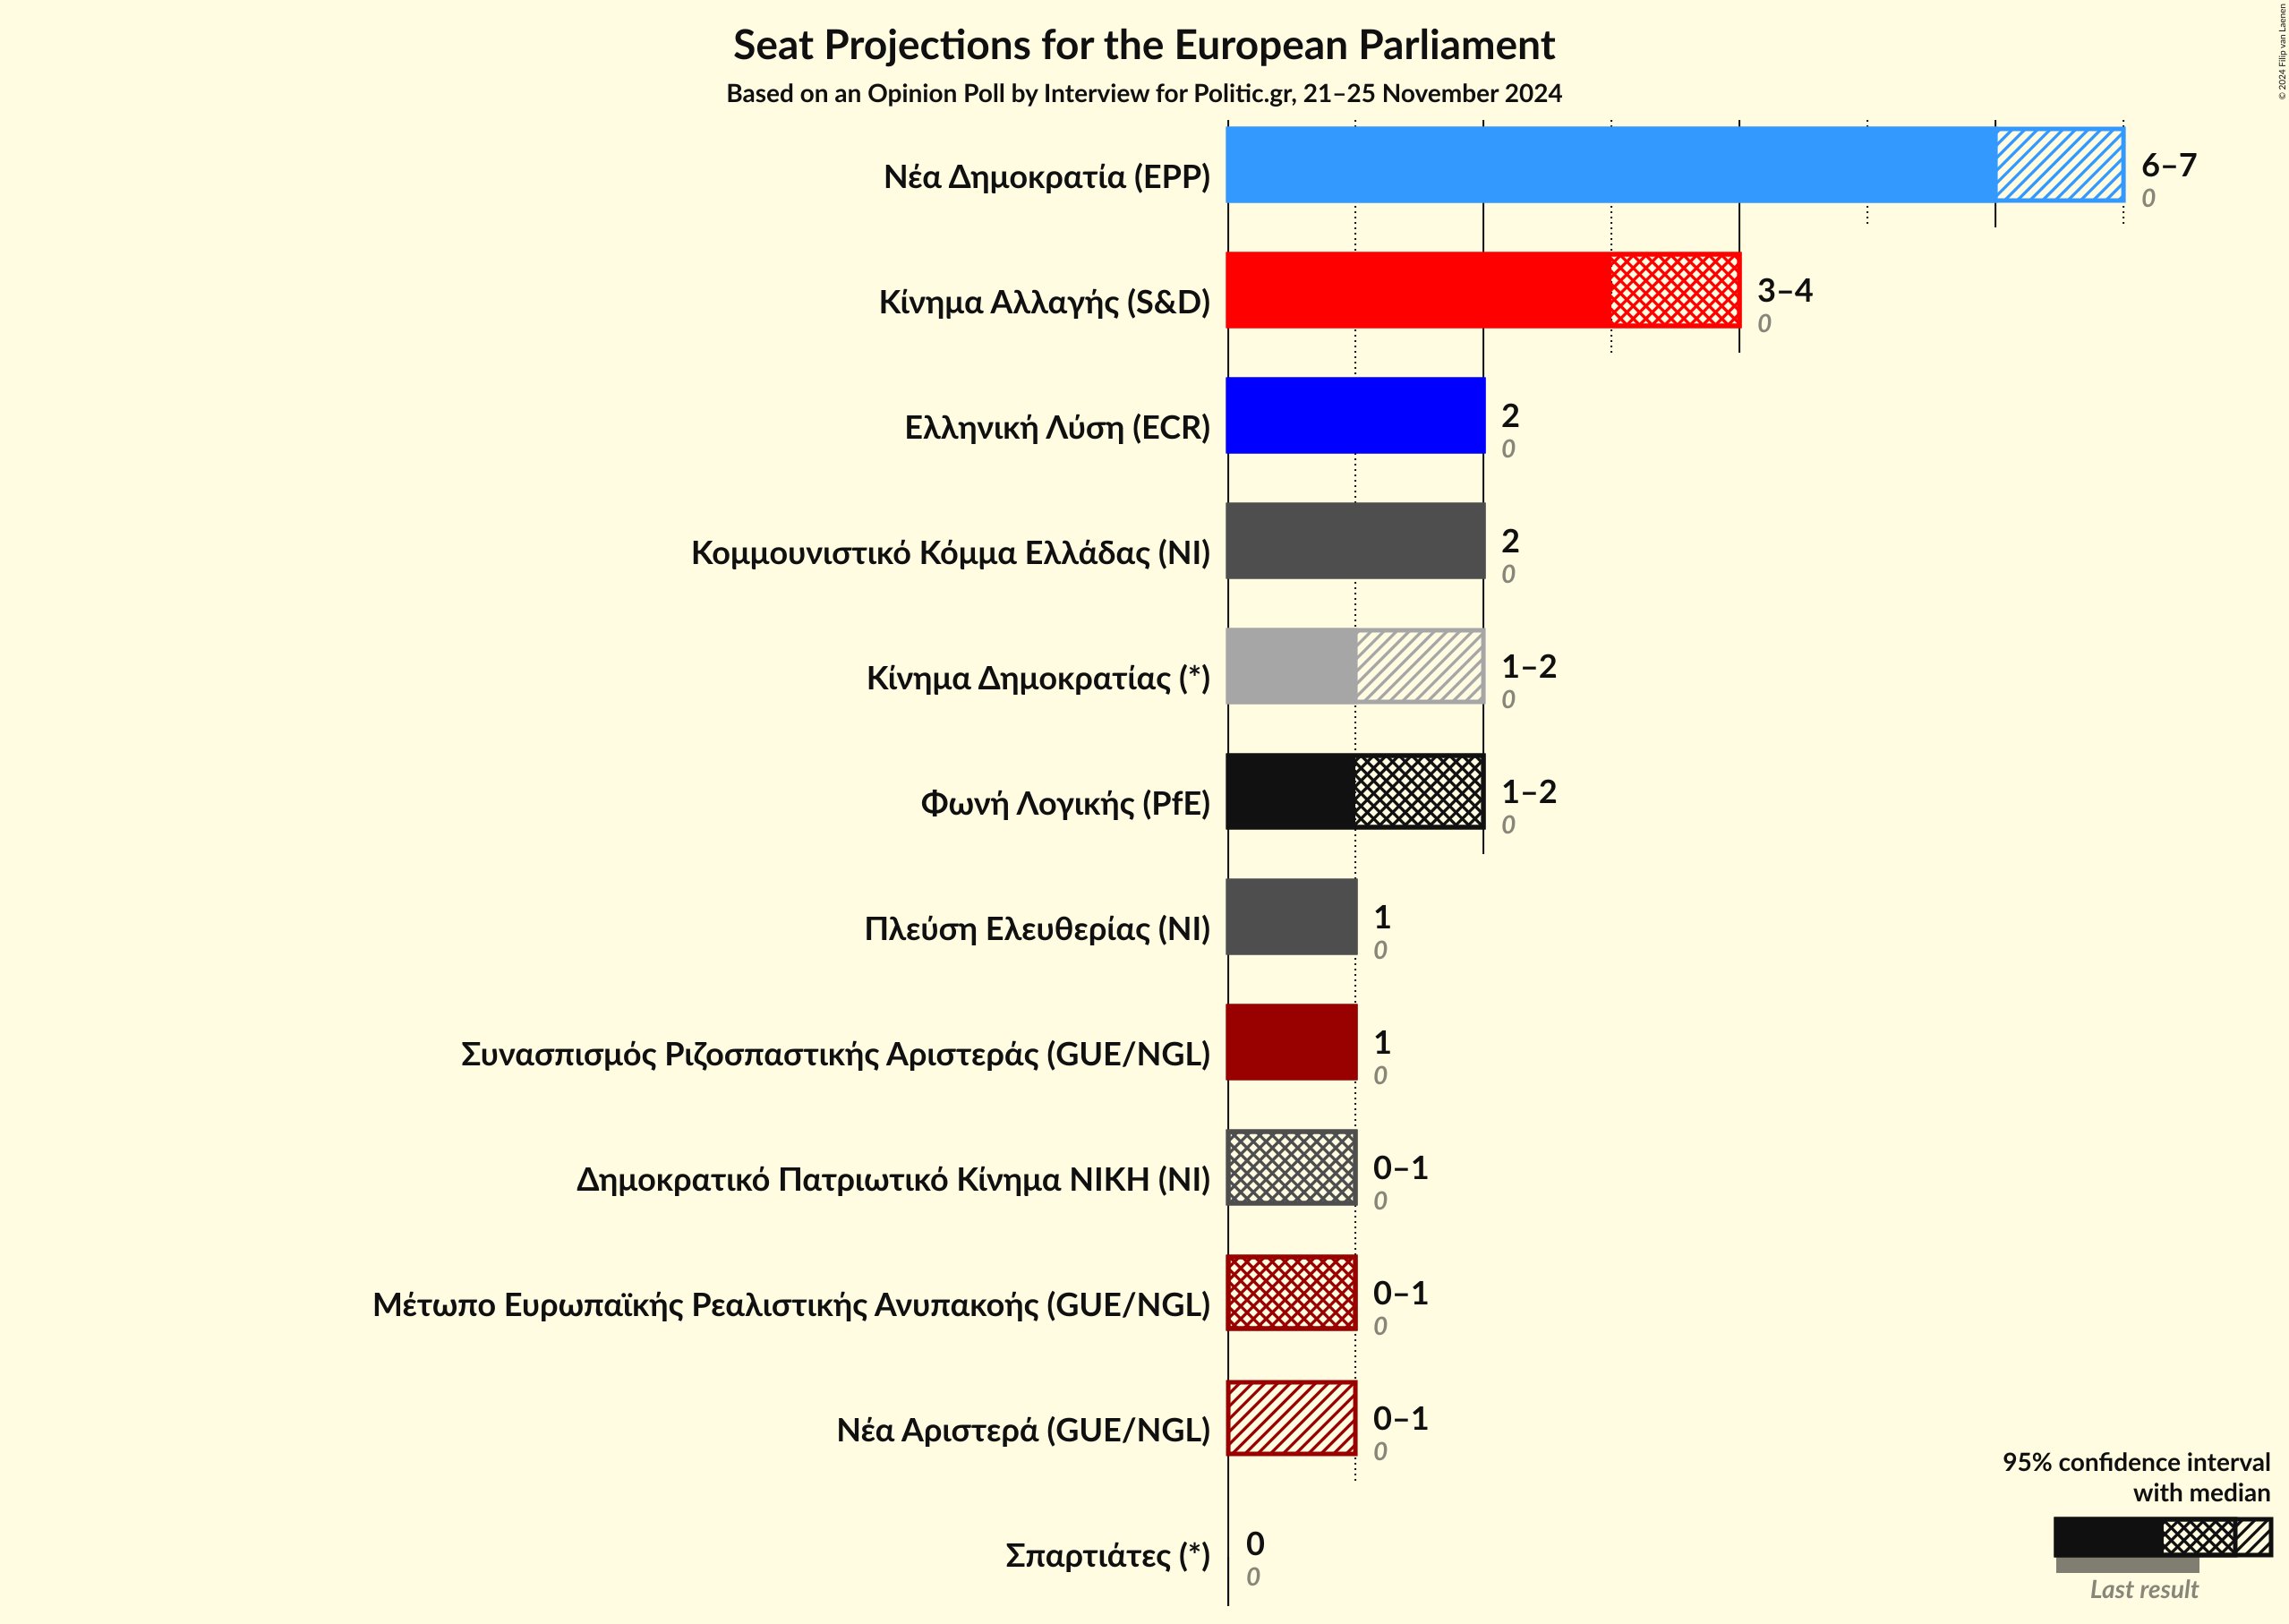 Seat Projections for the European Parliament
Based on an Opinion Poll by Interview for Politic.gr, 21–25 November 2024
© 2024 Filip van Laenen
Νέα Δημοκρατία (EPP)
6–7
0
Κίνημα Αλλαγής (S&D)
3–4
0
Ελληνική Λύση (ECR)
2
0
Κομμουνιστικό Κόμμα Ελλάδας (NI)
2
0
Κίνημα Δημοκρατίας (*)
1–2
0
Φωνή Λογικής (PfE)
1–2
0
Πλεύση Ελευθερίας (NI)
1
0
Συνασπισμός Ριζοσπαστικής Αριστεράς (GUE/NGL)
1
0
Δημοκρατικό Πατριωτικό Κίνημα ΝΙΚΗ (NI)
0–1
0
Μέτωπο Ευρωπαϊκής Ρεαλιστικής Ανυπακοής (GUE/NGL)
0–1
0
Νέα Αριστερά (GUE/NGL)
0–1
0
Σπαρτιάτες (*)
0
0
95% confidence interval
with median
Last result